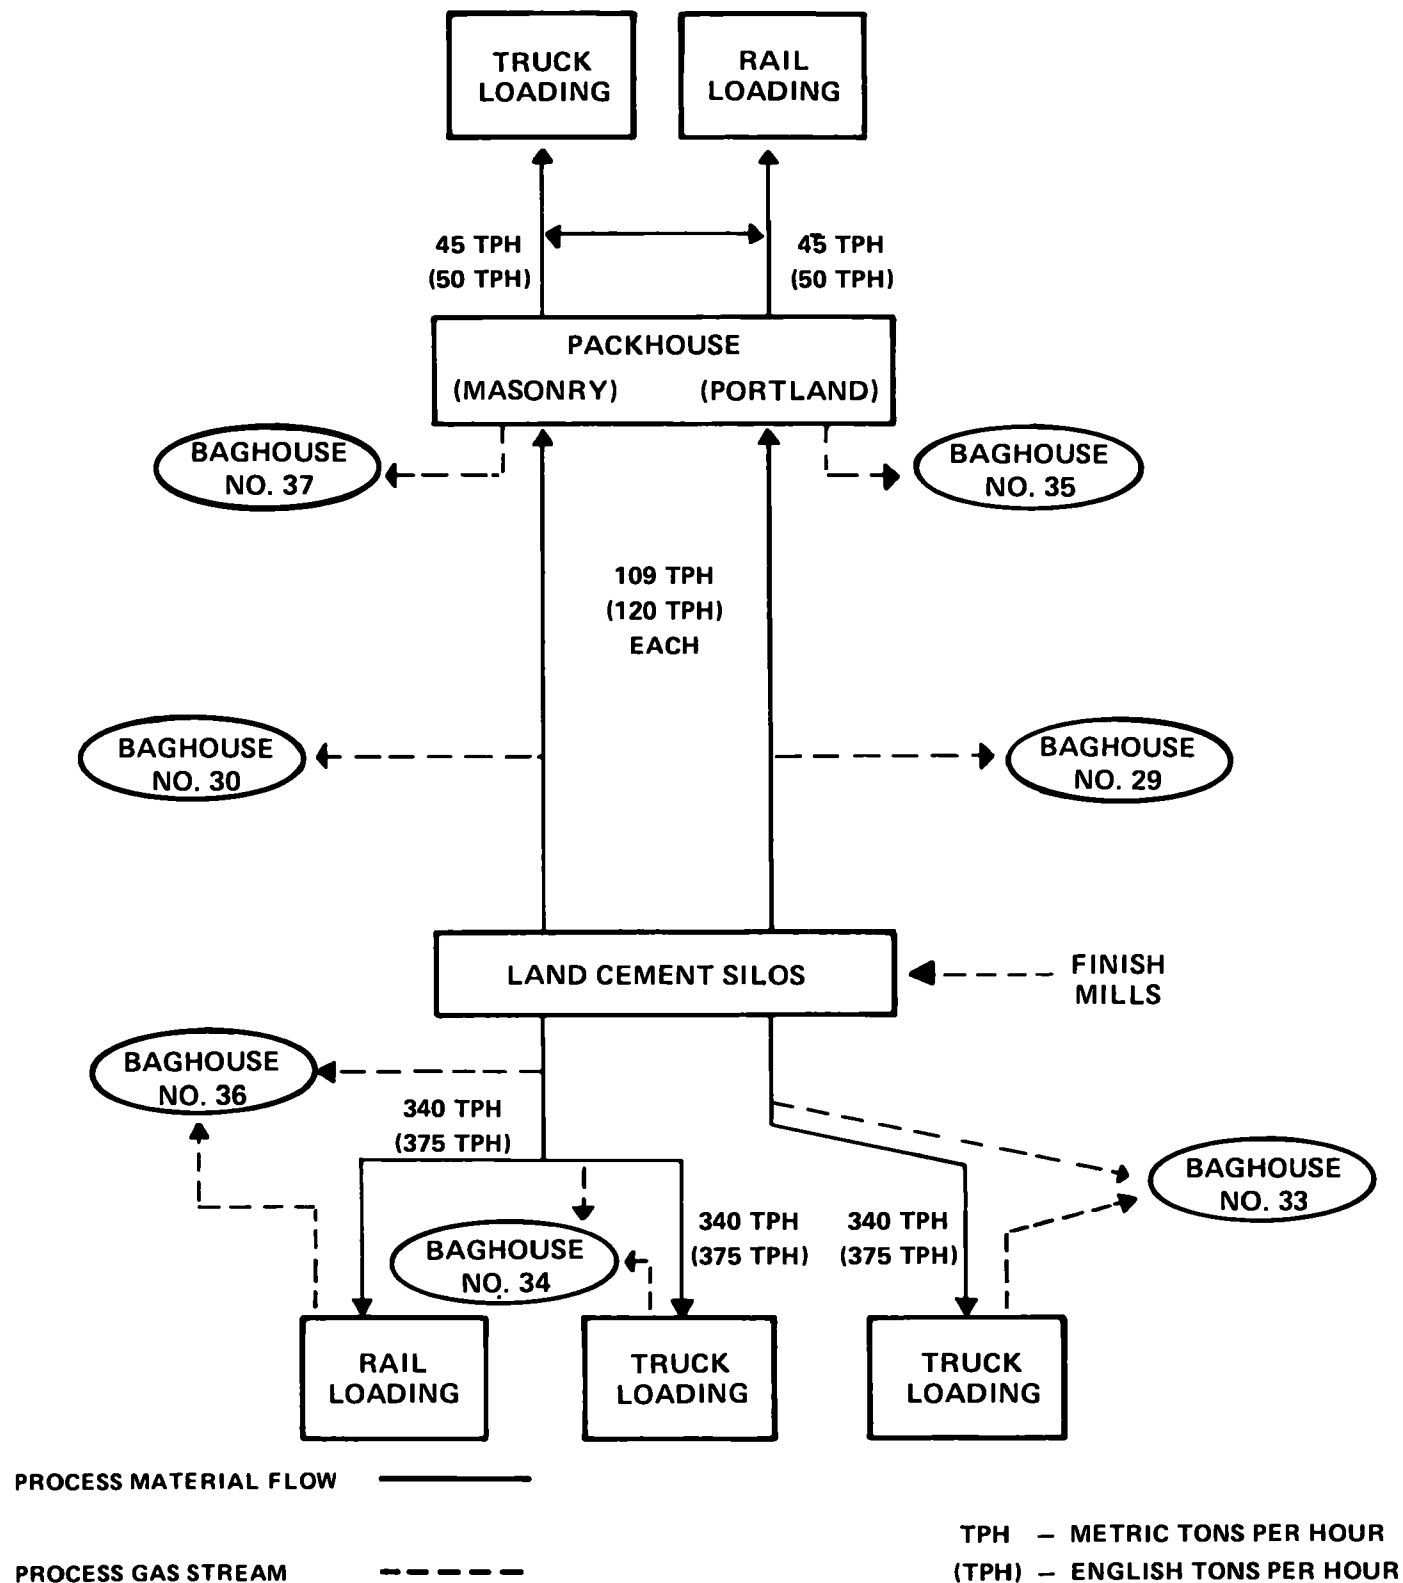 TRUCK
LOADING
RAIL
LOADING
45 TPH
(50 TPH)
45 TPH
(50 TPH)
PACKHOUSE
(MASONRY) (PORTLAND)
BAGHOUSE
NO. 37
BAGHOUSE
NO. 35
109 TPH
(120 TPH)
EACH
BAGHOUSE
NO. 30
BAGHOUSE
NO. 29
LAND CEMENT SILOS
FINISH
MILLS
BAGHOUSE
NO. 36
340 TPH
(375 TPH)
BAGHOUSE
NO. 33
BAGHOUSE
NO. 34
340 TPH
(375 TPH)
340 TPH
(375 TPH)
RAIL
LOADING
TRUCK
LOADING
TRUCK
LOADING
PROCESS MATERIAL FLOW
PROCESS GAS STREAM
TPH – METRIC TONS PER HOUR
(TPH) – ENGLISH TONS PER HOUR